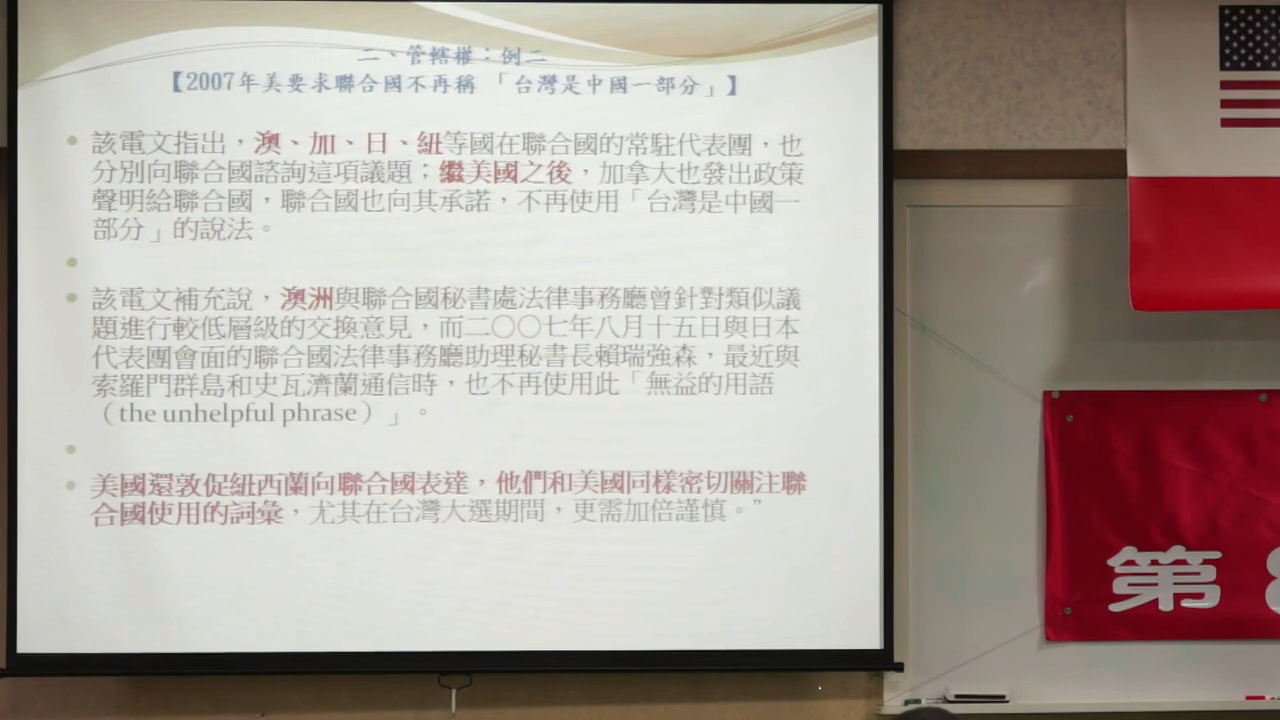 二、管轄權：例二
【2007年美要求聯合國不再稱 「台灣是中國一部分」】
該電文指出，澳、加、日、紐等國在聯合國的常駐代表團，也
分別向聯合國諮詢這項議題；繼美國之後，加拿大也發出政策
聲明給聯合國，聯合國也向其承諾，不再使用「台灣是中國一
部分」的說法。
該電文補充說，澳洲與聯合國秘書處法律事務廳曾針對類似議
題進行較低層級的交換意見，而二〇〇七年八月十五日與日本
代表團會面的聯合國法律事務廳助理秘書長賴瑞強森，最近與
索羅門群島和史瓦濟蘭通信時，也不再使用此「無益的用語
（the unhelpful phrase）」。
美國還敦促紐西蘭向聯合國表達，他們和美國同樣密切關注聯
合國使用的詞彙，尤其在台灣大選期間，更需加倍謹慎。”
第